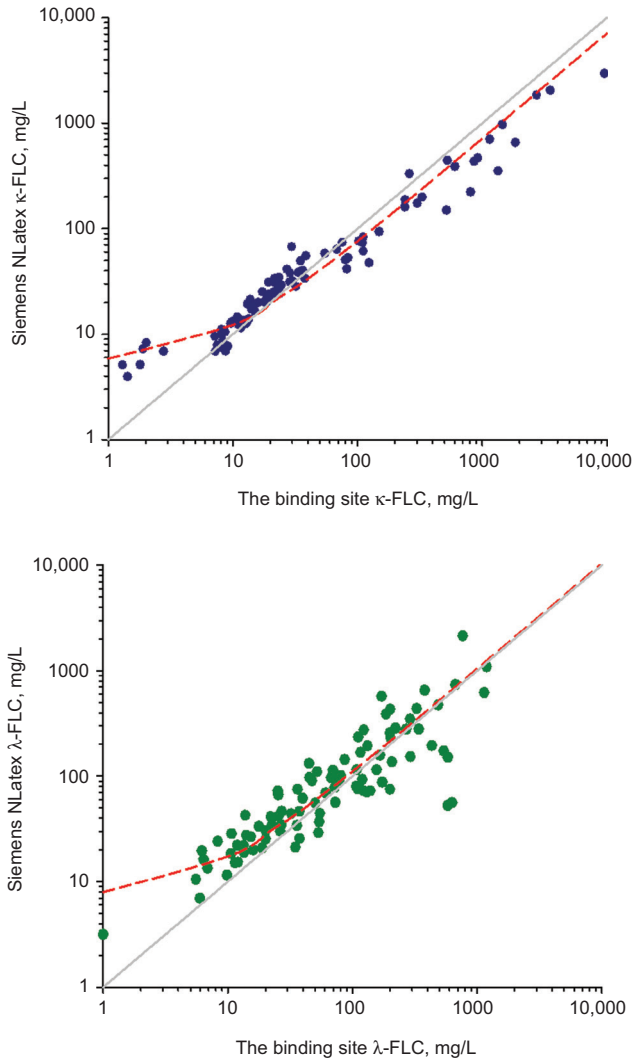 10,000
1000
100
10
1
Siemens NLatex κ-FLC, mg/L
1 10 100 1000 10,000
The binding site κ-FLC, mg/L
10,000
1000
100
10
1
Siemens NLatex λ-FLC, mg/L
1 10 100 1000 10,000
The binding site λ-FLC, mg/L